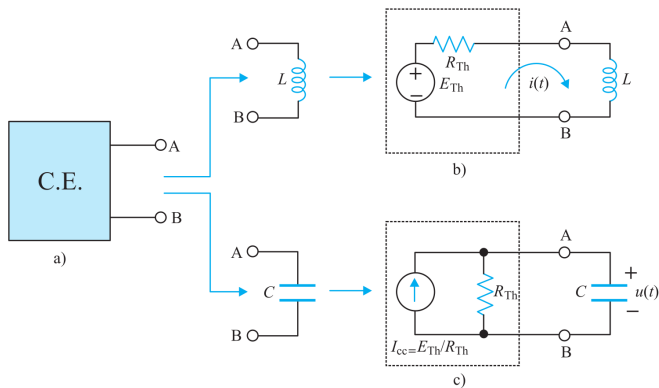 C.E.
A
B
a)
A
L
B
A
R_Th
+
E_Th
−
i(t)
L
B
b)
A
C
B
A
R_Th
C
+
u(t)
−
I_cc=E_Th/R_Th
B
c)